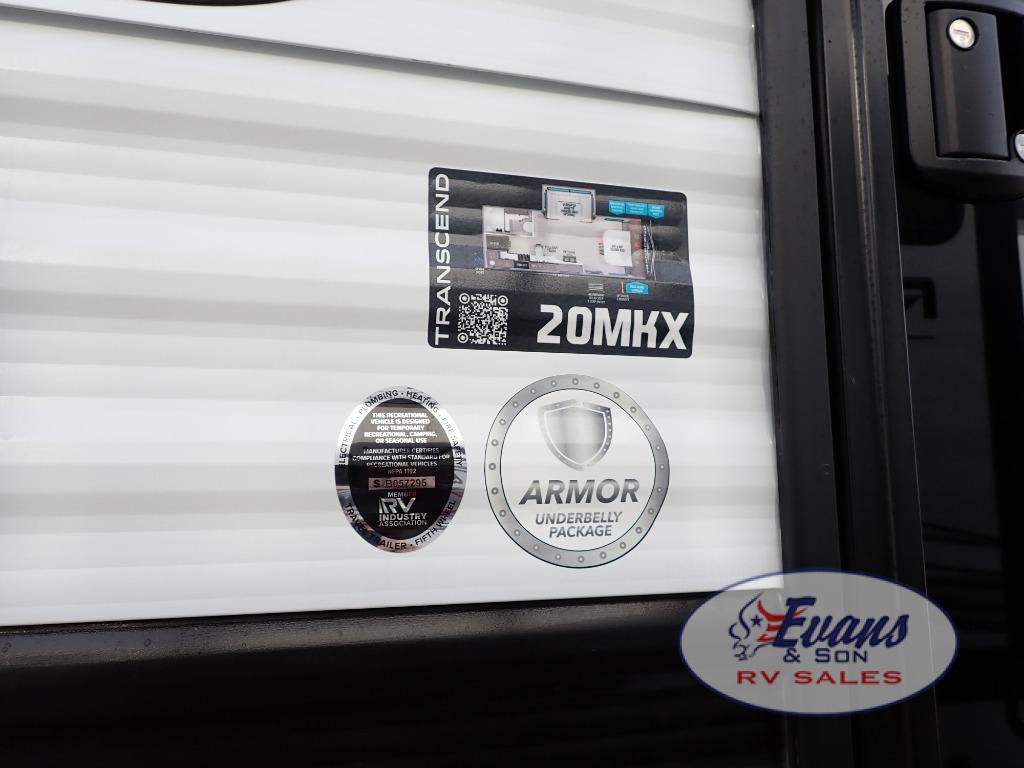 TRANSCEND
20MKX
ELECTRICAL · PLUMBING · HEATING · FIRE SAFETY
THIS RECREATIONAL
VEHICLE IS DESIGNED
FOR TEMPORARY
RECREATIONAL, CAMPING,
OR SEASONAL USE
MANUFACTURER CERTIFIES
COMPLIANCE WITH STANDARD FOR
RECREATIONAL VEHICLES
NFPA 1192
S B057295
MEMBER
RV
INDUSTRY
ASSOCIATION
TRAVEL TRAILER · FIFTH WHEEL
ARMOR
UNDERBELLY
PACKAGE
Evans
& SON
RV SALES